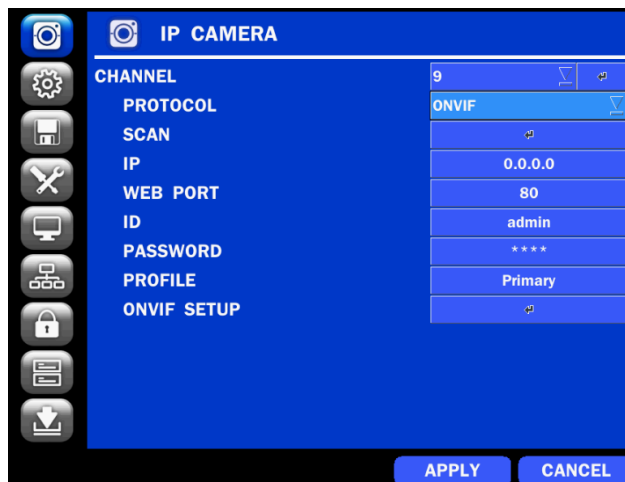 IP CAMERA
CHANNEL 9
PROTOCOL ONVIF
SCAN
IP 0.0.0.0
WEB PORT 80
ID admin
PASSWORD ****
PROFILE Primary
ONVIF SETUP
APPLY CANCEL